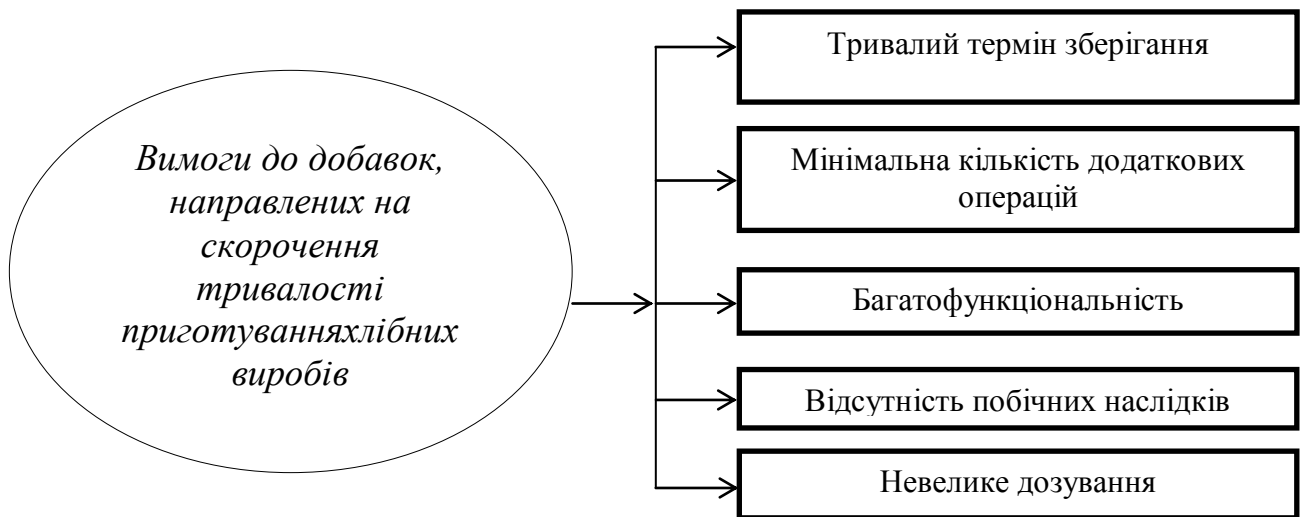 Вимоги до добавок,
направлених на
скорочення
тривалості
приготуванняхлібних
виробів
Тривалий термін зберігання
Мінімальна кількість додаткових
операцій
Багатофункціональність
Відсутність побічних наслідків
Невелике дозування